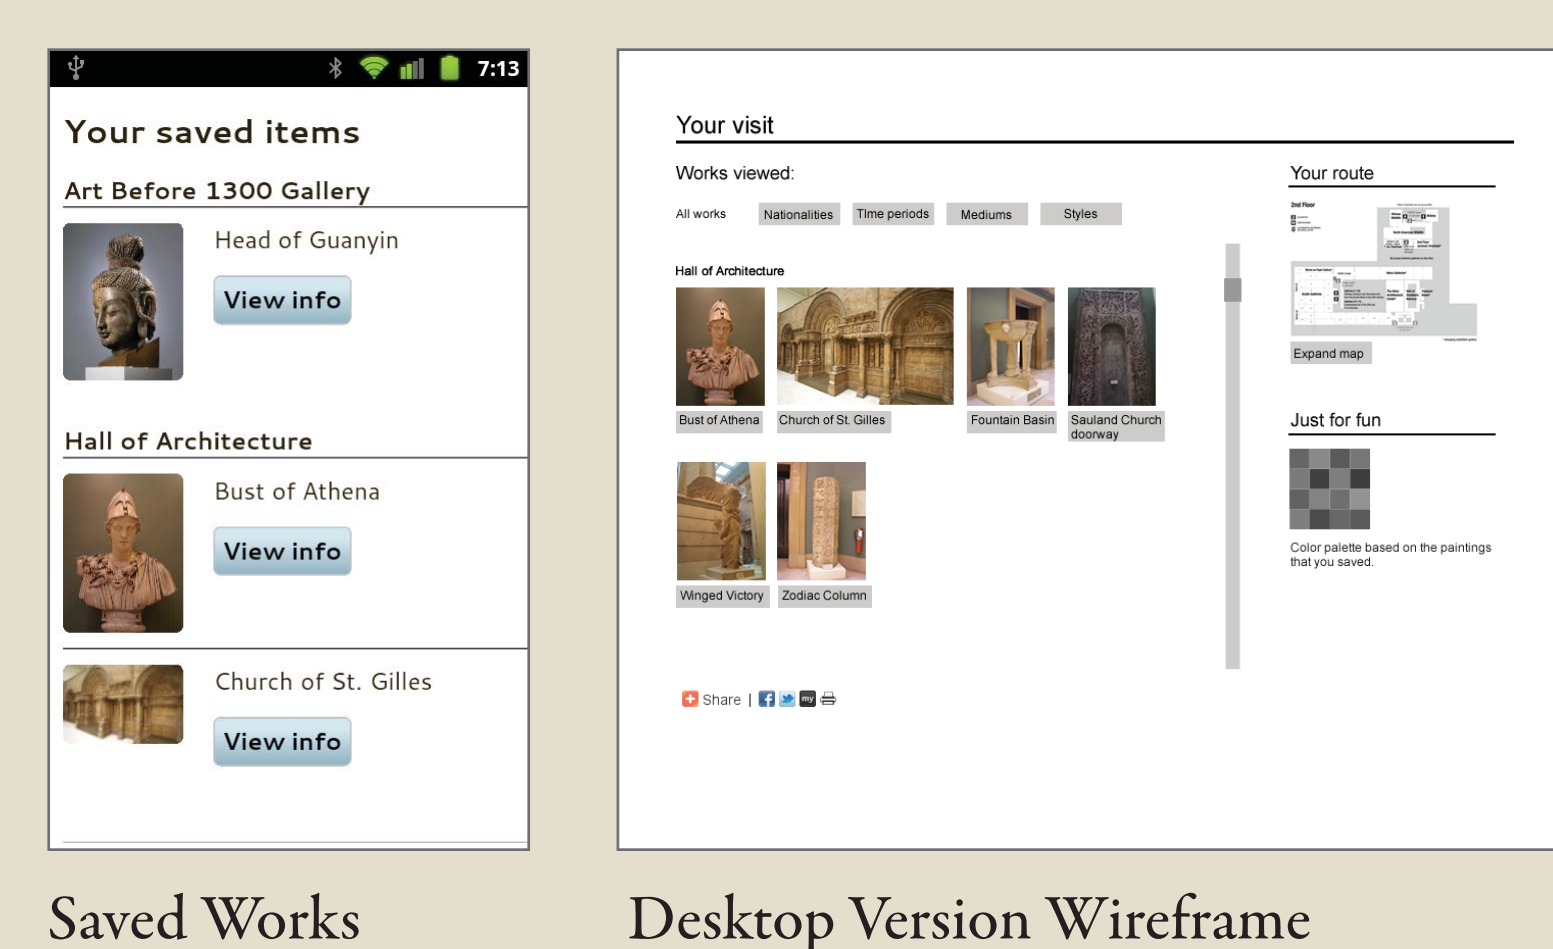 7:13
Your saved items
Art Before 1300 Gallery
Head of Guanyin
View info
Hall of Architecture
Bust of Athena
View info
Church of St. Gilles
View info
Saved Works
Your visit
Works viewed:
All works
Nationalities
TIme periods
Mediums
Styles
Hall of Architecture
Bust of Athena
Church of St. Gilles
Fountain Basin
Sauland Church
doorway
Winged Victory
Zodiac Column
Share |
my
Your route
2nd Floor
Expand map
Just for fun
Color palette based on the paintings
that you saved.
Desktop Version Wireframe